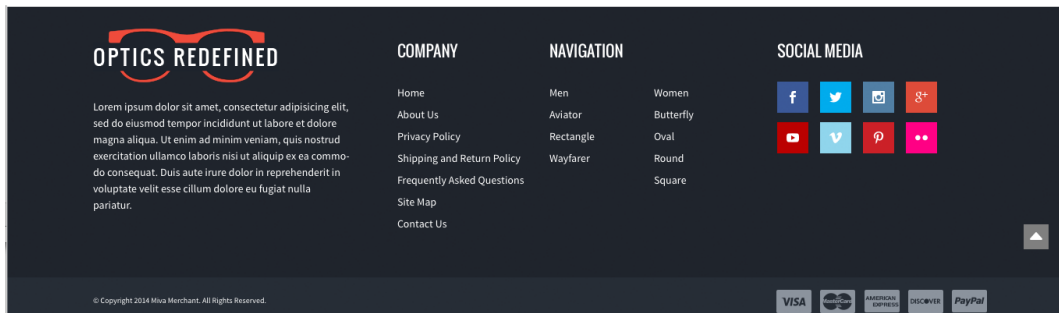 OPTICS REDEFINED
Lorem ipsum dolor sit amet, consectetur adipisicing elit,
sed do eiusmod tempor incididunt ut labore et dolore
magna aliqua. Ut enim ad minim veniam, quis nostrud
exercitation ullamco laboris nisi ut aliquip ex ea commo-
do consequat. Duis aute irure dolor in reprehenderit in
voluptate velit esse cillum dolore eu fugiat nulla
pariatur.
COMPANY
Home
About Us
Privacy Policy
Shipping and Return Policy
Frequently Asked Questions
Site Map
Contact Us
NAVIGATION
Men
Aviator
Rectangle
Wayfarer
Women
Butterfly
Oval
Round
Square
SOCIAL MEDIA
© Copyright 2014 Miva Merchant. All Rights Reserved.
VISA
MasterCard
AMERICAN
EXPRESS
DISCOVER
PayPal